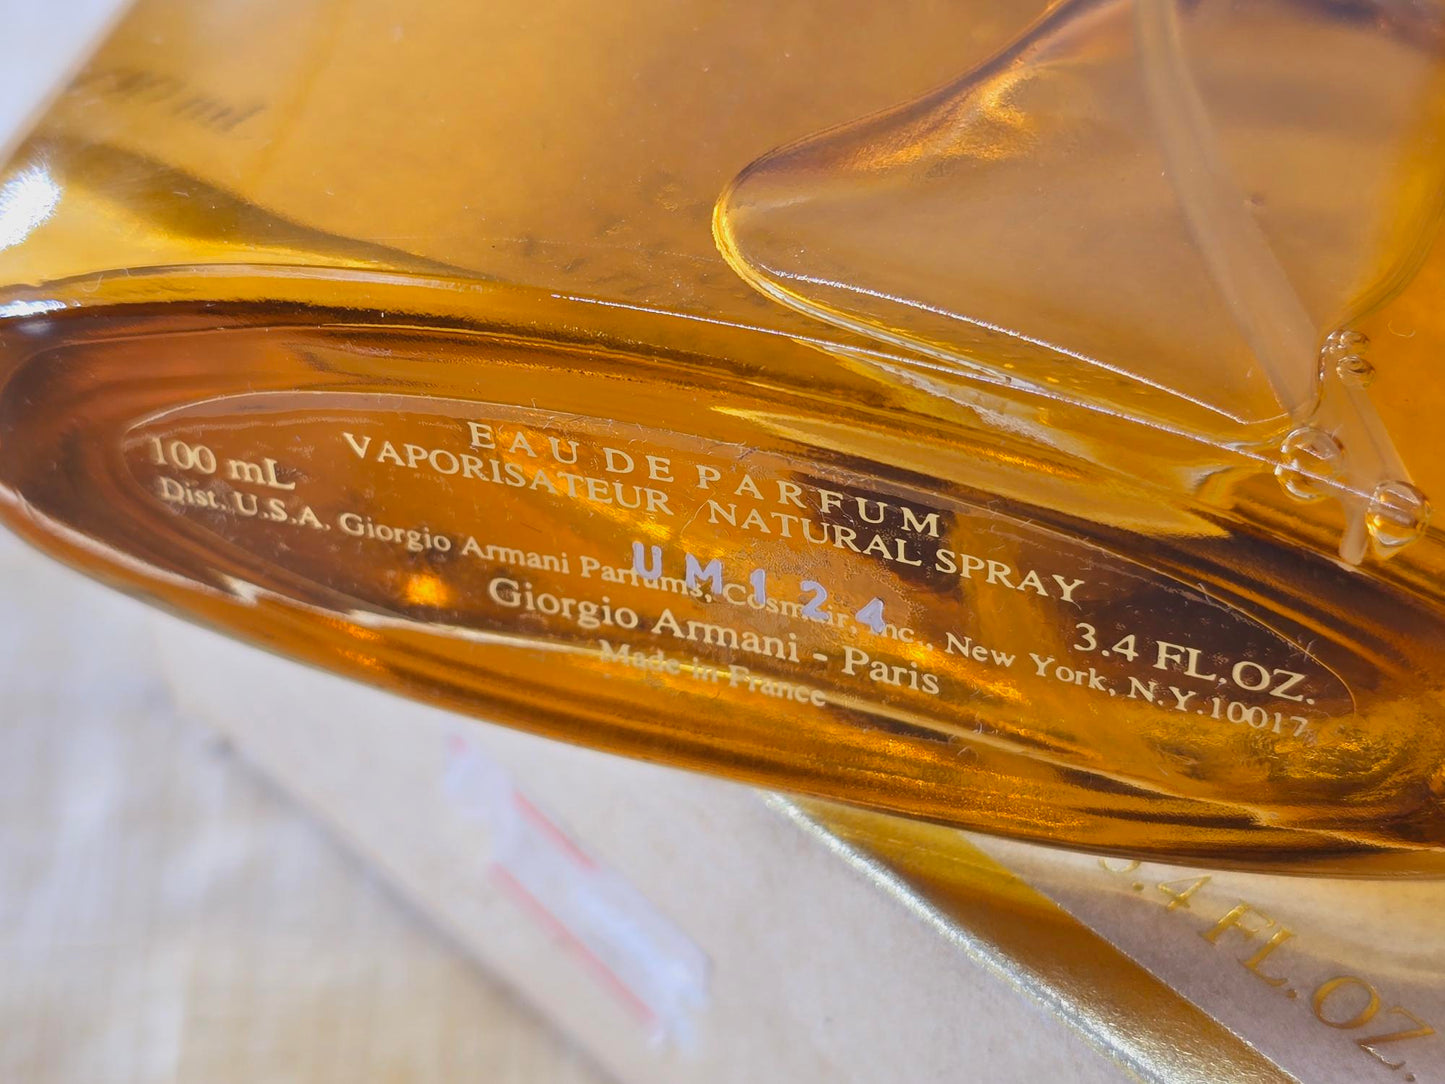 EAU DE PARFUM
VAPORISATEUR NATURAL SPRAY
100 mL 3.4 FL.OZ.
Dist. U.S.A. Giorgio Armani Parfums, Cosmair, Inc., New York, N.Y.10017
UM124
Giorgio Armani - Paris
Made in France
3.4 FL.OZ.